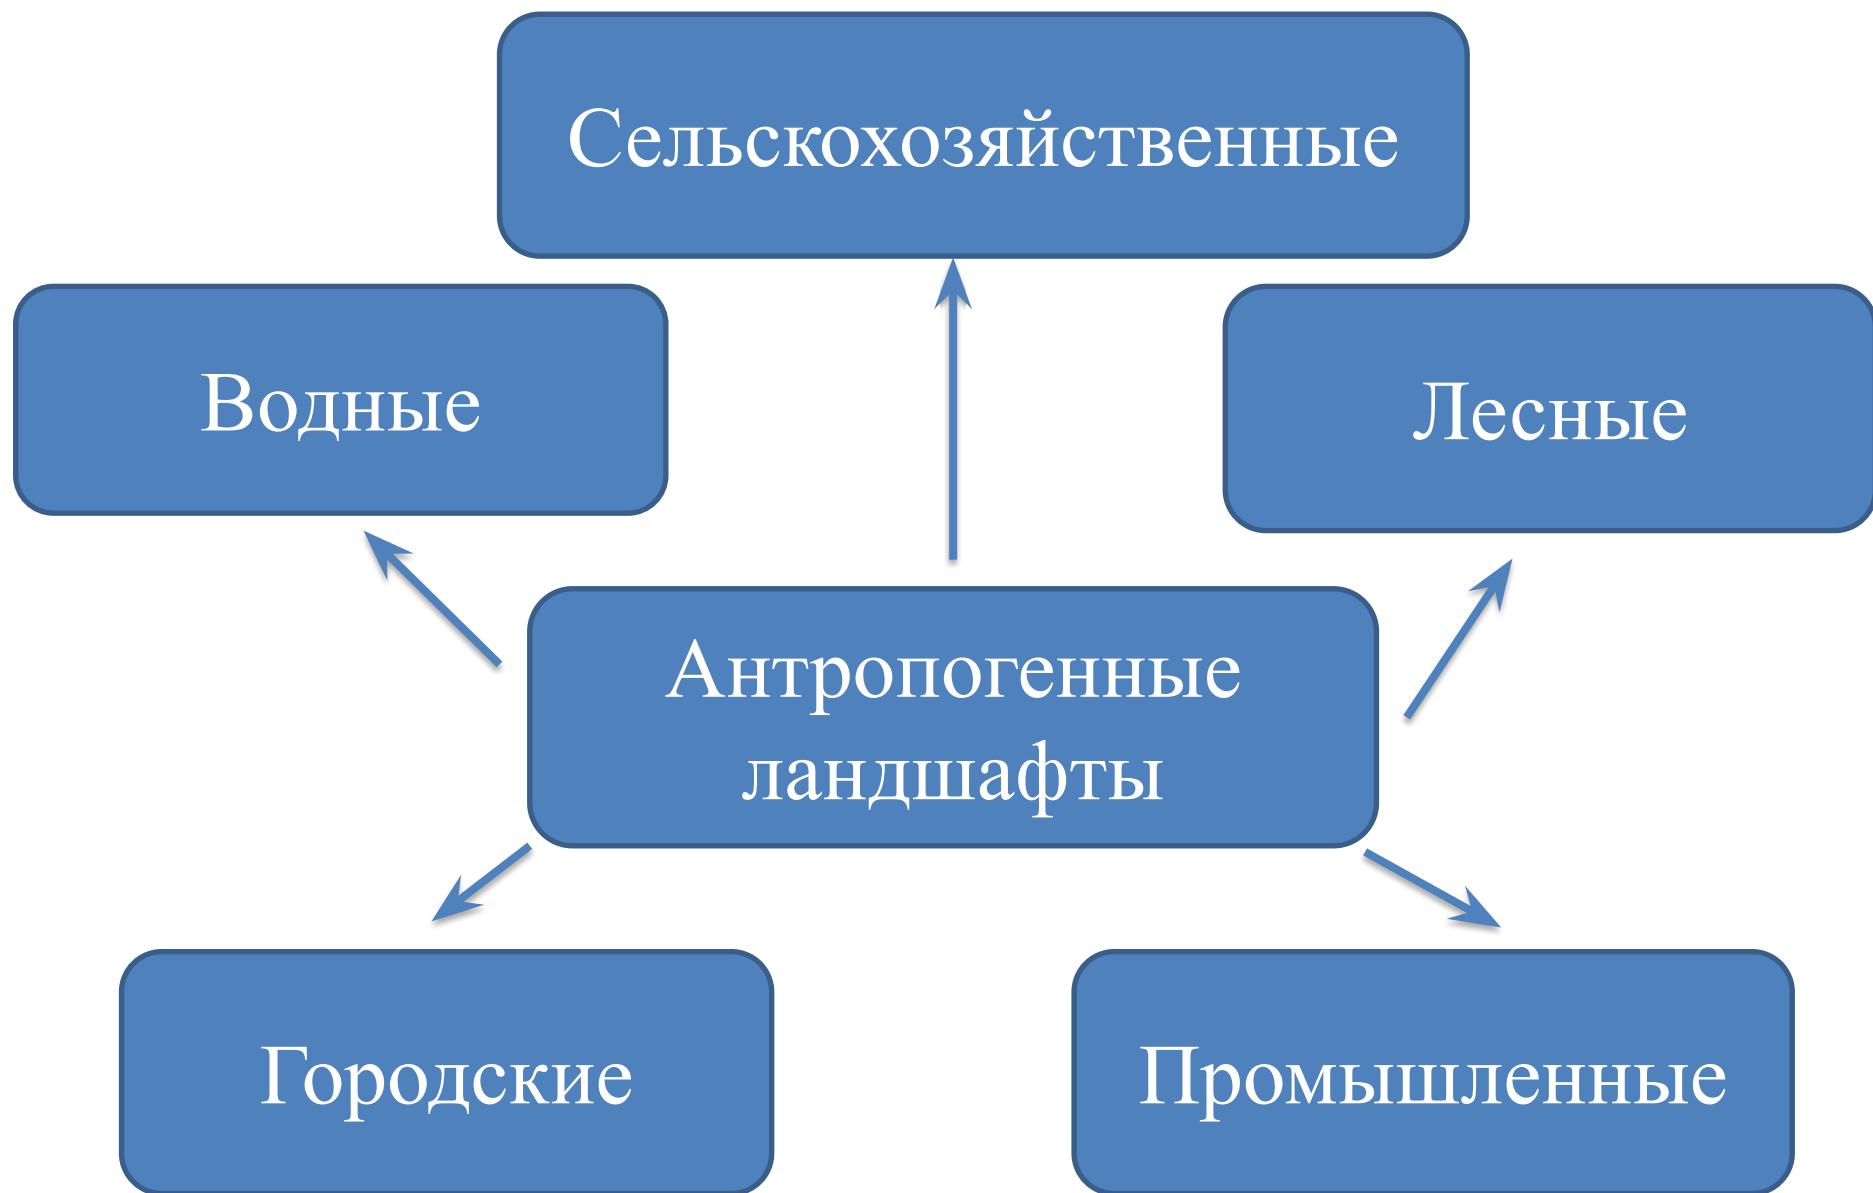 Сельскохозяйственные
Водные
Лесные
Антропогенные
ландшафты
Городские
Промышленные